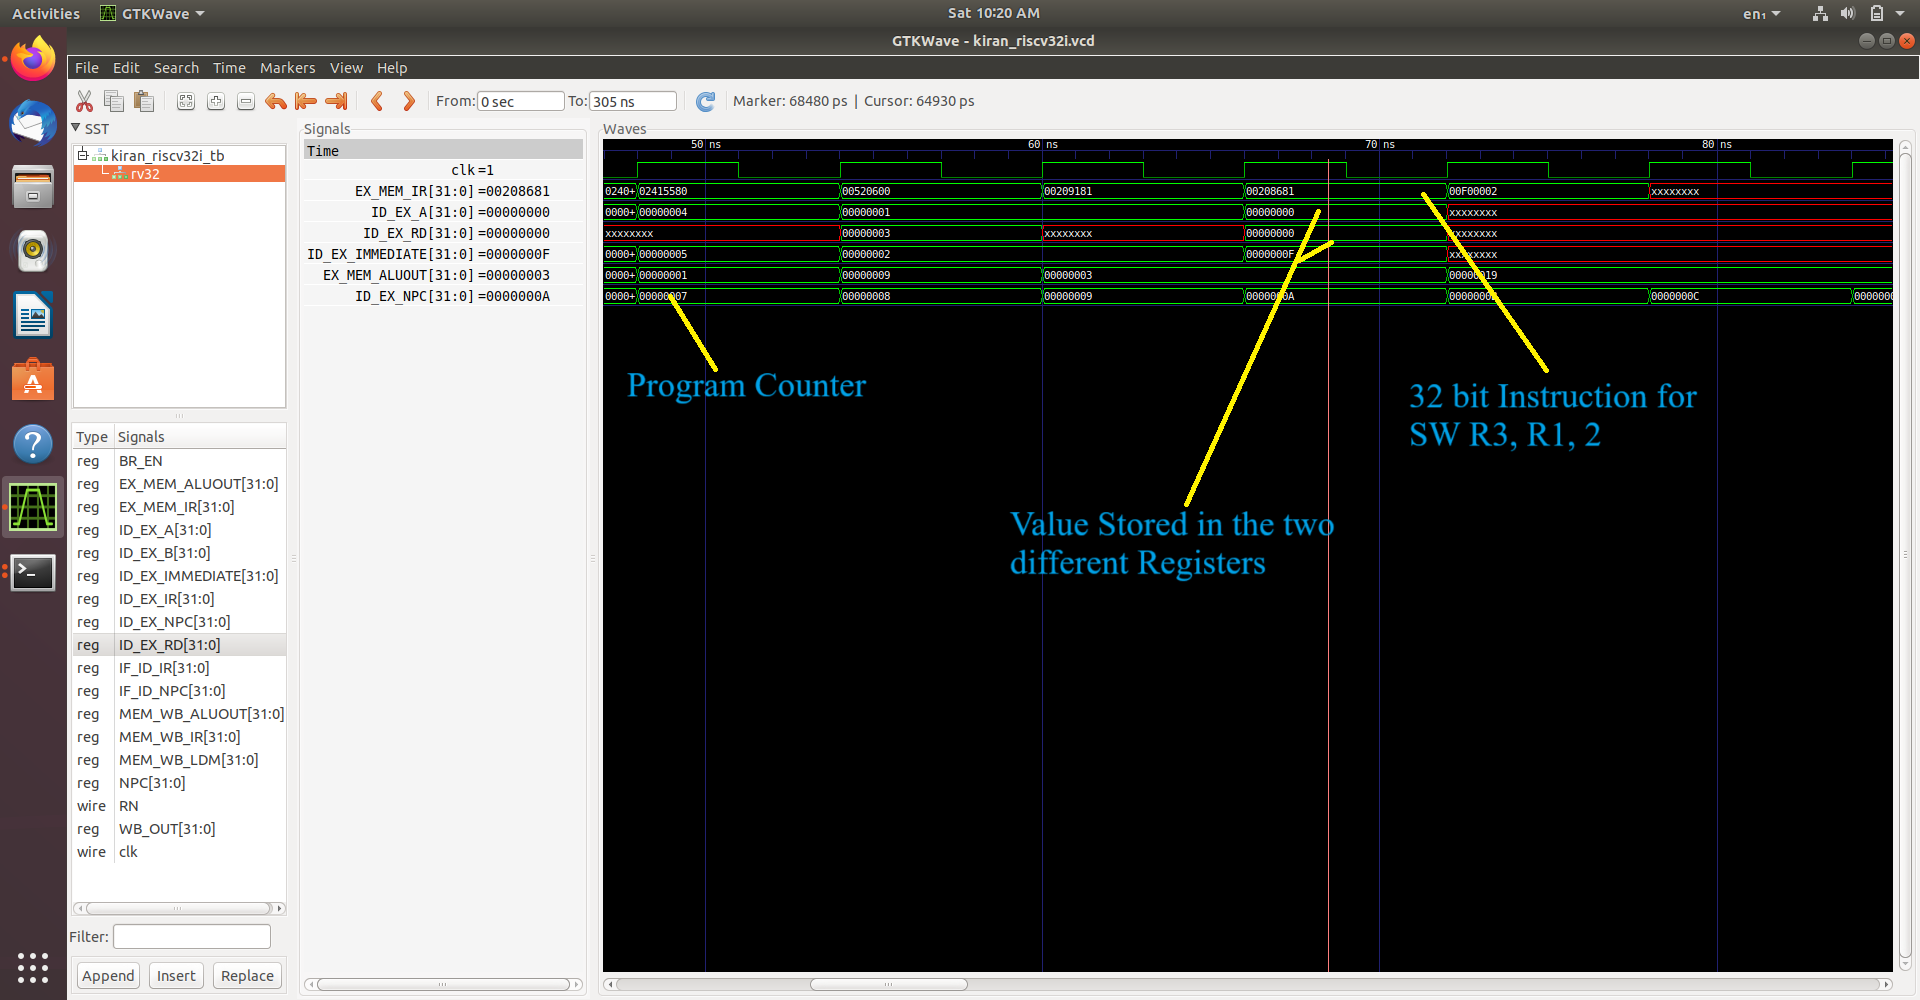 Activities GTKWave Sat 10:20 AM en₁
GTKWave - kiran_riscv32i.vcd
File Edit Search Time Markers View Help
From: 0 sec To: 305 ns Marker: 68480 ps | Cursor: 64930 ps
SST
kiran_riscv32i_tb
rv32
Type Signals
reg BR_EN
reg EX_MEM_ALUOUT[31:0]
reg EX_MEM_IR[31:0]
reg ID_EX_A[31:0]
reg ID_EX_B[31:0]
reg ID_EX_IMMEDIATE[31:0]
reg ID_EX_IR[31:0]
reg ID_EX_NPC[31:0]
reg ID_EX_RD[31:0]
reg IF_ID_IR[31:0]
reg IF_ID_NPC[31:0]
reg MEM_WB_ALUOUT[31:0]
reg MEM_WB_IR[31:0]
reg MEM_WB_LDM[31:0]
reg NPC[31:0]
wire RN
reg WB_OUT[31:0]
wire clk
Filter:
Append Insert Replace
Signals
Time
clk =1
EX_MEM_IR[31:0] =00208681
ID_EX_A[31:0] =00000000
ID_EX_RD[31:0] =00000000
ID_EX_IMMEDIATE[31:0] =0000000F
EX_MEM_ALUOUT[31:0] =00000003
ID_EX_NPC[31:0] =0000000A
Waves
50 ns 60 ns 70 ns 80 ns
0240+ 02415580 00520600 00209181 00208681 00F00002 xxxxxxxx
0000+ 00000004 00000001 00000000 xxxxxxxx
xxxxxxxx 00000003 xxxxxxxx 00000000 xxxxxxxx
0000+ 00000005 00000002 0000000F xxxxxxxx
0000+ 00000001 00000009 00000003 00000019
0000+ 00000007 00000008 00000009 0000000A 0000000C
Program Counter
32 bit Instruction for
SW R3, R1, 2
Value Stored in the two
different Registers